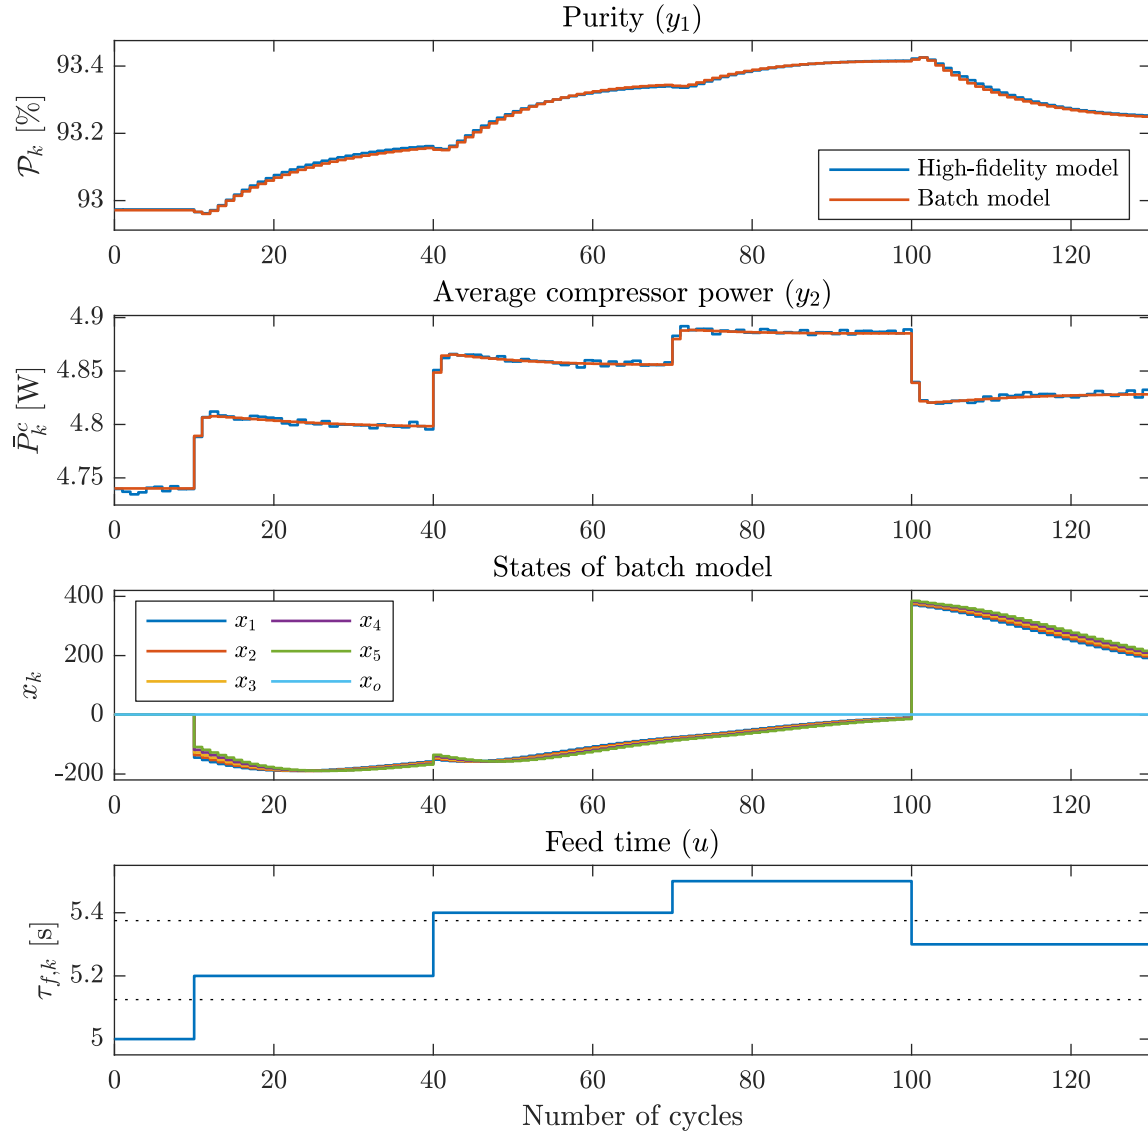 Purity (y₁)
𝒫ₖ [%]
93.4
93.2
93
High-fidelity model
Batch model
0 20 40 60 80 100 120
Average compressor power (y₂)
P̄ᶜₖ [W]
4.9
4.85
4.8
4.75
0 20 40 60 80 100 120
States of batch model
xₖ
400
200
0
-200
x₁ x₄
x₂ x₅
x₃ xₒ
0 20 40 60 80 100 120
Feed time (u)
τ_{f,k} [s]
5.4
5.2
5
0 20 40 60 80 100 120
Number of cycles